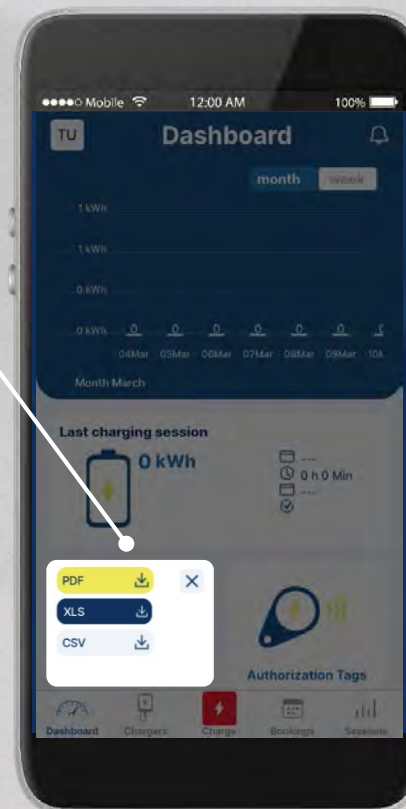 Mobile 12:00 AM 100%
TU Dashboard
month week
1 kWh
1 kWh
0 kWh
0 kWh 0 0 0 0 0 0
04Mar 05Mar 06Mar 07Mar 08Mar 09Mar
Month March
Last charging session
0 kWh
---
0 h 0 Min
---
PDF
XLS
CSV
Authorization Tags
Dashboard Chargers Charge Bookings Sessions